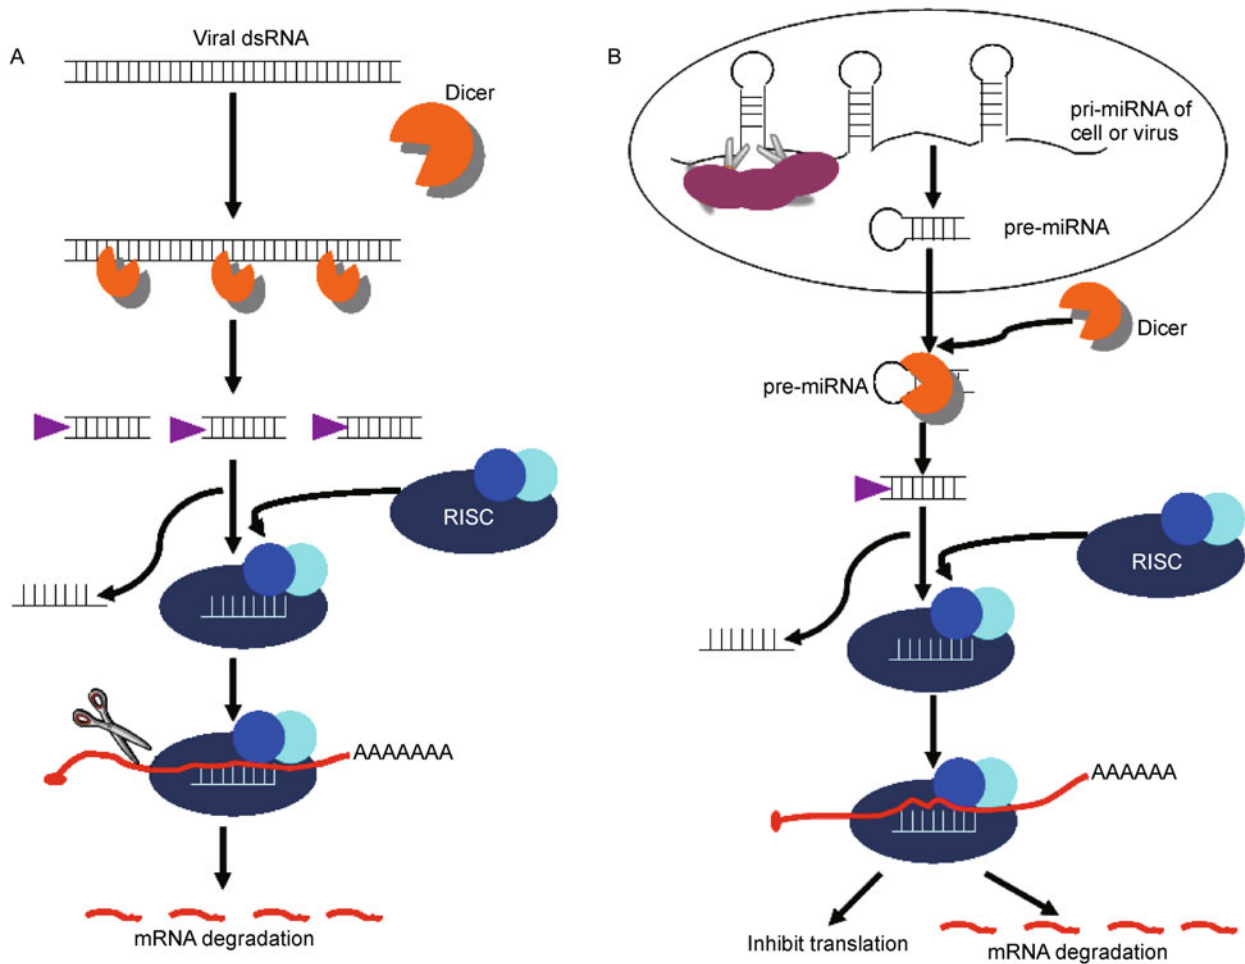 A
Viral dsRNA
Dicer
RISC
AAAAAAA
mRNA degradation
B
pri-miRNA of
cell or virus
pre-miRNA
Dicer
pre-miRNA
RISC
AAAAAA
Inhibit translation
mRNA degradation